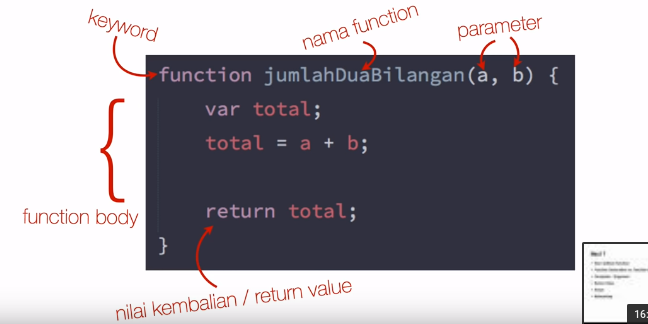 keyword
nama function
parameter
function jumlahDuaBilangan(a, b) {
var total;
total = a + b;
return total;
}
function body
nilai kembalian / return value
16: